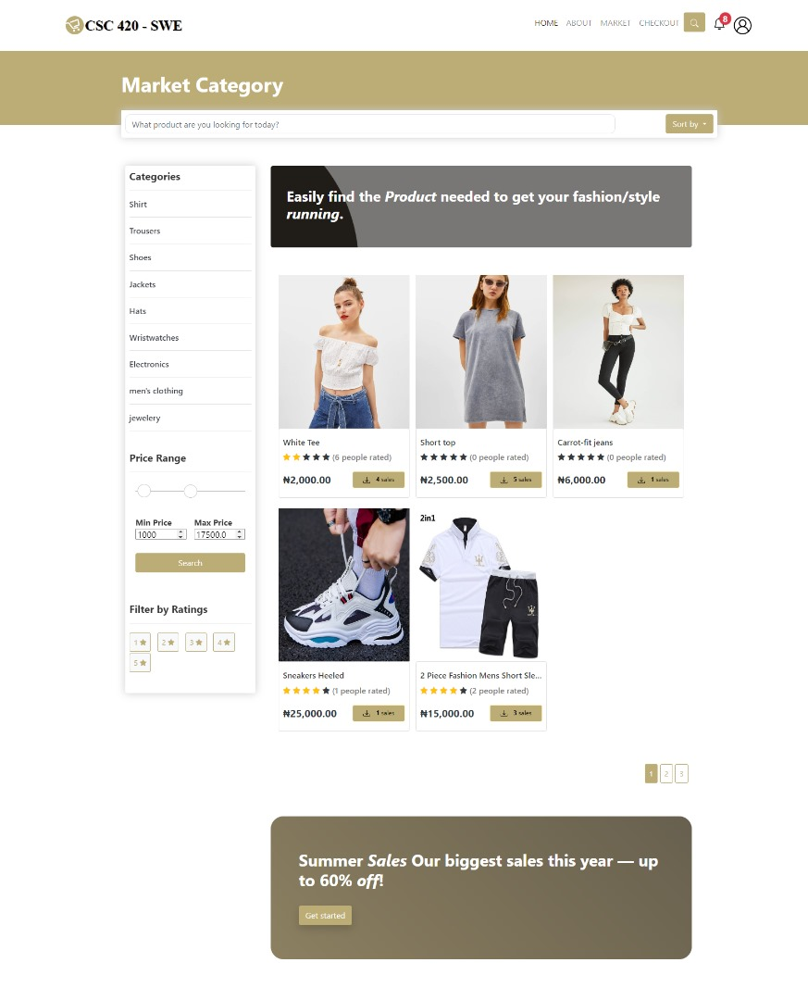 CSC 420 - SWE
HOME ABOUT MARKET CHECKOUT
8
Market Category
What product are you looking for today?
Sort by
Categories
Shirt
Trousers
Shoes
Jackets
Hats
Wristwatches
Electronics
men's clothing
jewelery
Price Range
Min Price Max Price
1000 17500.0
Search
Filter by Ratings
1 2 3 4
5
Easily find the Product needed to get your fashion/style
running.
White Tee
(6 people rated)
₦2,000.00 4 sales
Short top
(0 people rated)
₦2,500.00 5 sales
Carrot-fit jeans
(0 people rated)
₦6,000.00 1 sales
Sneakers Heeled
(1 people rated)
₦25,000.00 1 sales
2in1
2 Piece Fashion Mens Short Sle...
(2 people rated)
₦15,000.00 3 sales
1 2 3
Summer Sales Our biggest sales this year — up
to 60% off!
Get started